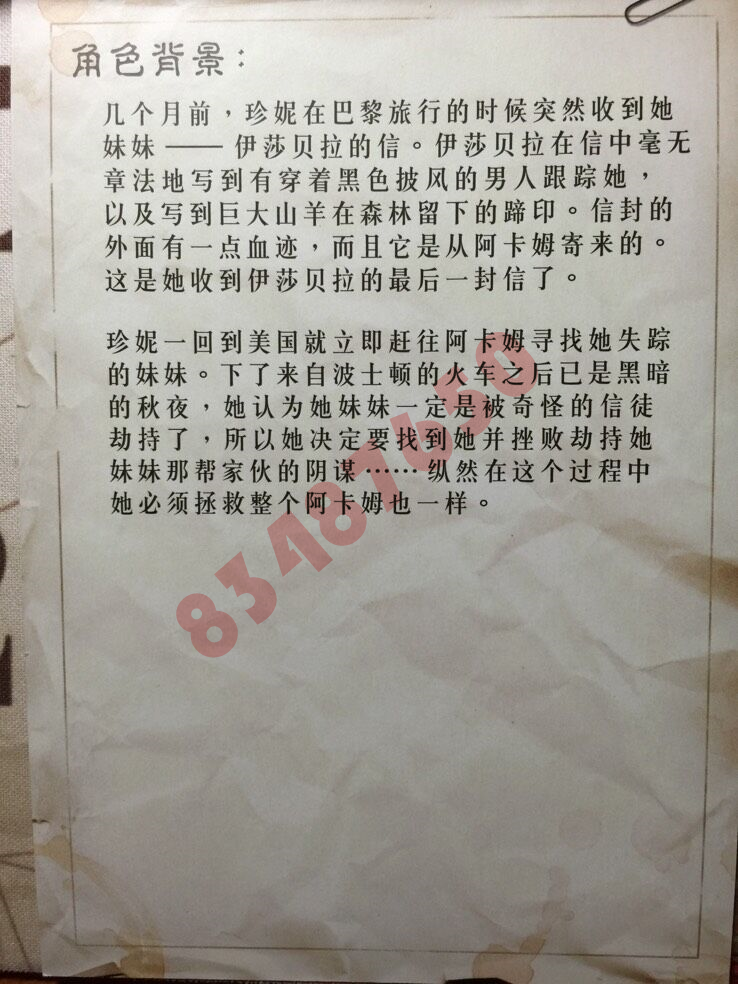 角色背景：
几个月前，珍妮在巴黎旅行的时候突然收到她
妹妹——伊莎贝拉的信。伊莎贝拉在信中毫无
章法地写到有穿着黑色披风的男人跟踪她，
以及写到巨大山羊在森林留下的蹄印。信封的
外面有一点血迹，而且它是从阿卡姆寄来的。
这是她收到伊莎贝拉的最后一封信了。
珍妮一回到美国就立即赶往阿卡姆寻找她失踪
的妹妹。下了来自波士顿的火车之后已是黑暗
的秋夜，她认为她妹妹一定是被奇怪的信徒
劫持了，所以她决定要找到她并挫败劫持她
妹妹那帮家伙的阴谋……纵然在这个过程中
她必须拯救整个阿卡姆也一样。
83487650